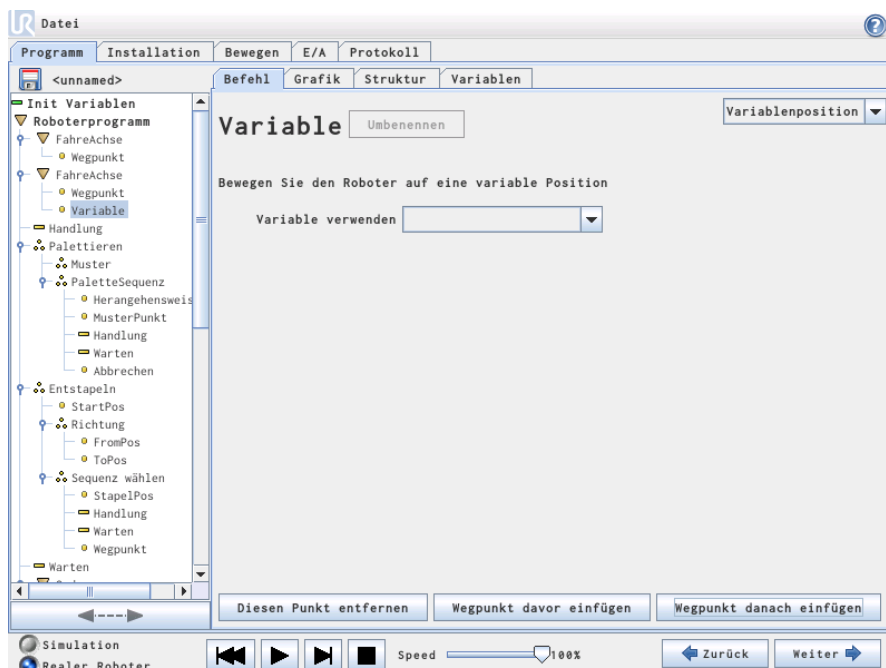 UR Datei
Programm Installation Bewegen E/A Protokoll
<unnamed>
Befehl Grafik Struktur Variablen
Init Variablen
Roboterprogramm
FahreAchse
Wegpunkt
FahreAchse
Wegpunkt
Variable
Handlung
Palettieren
Muster
PaletteSequenz
Herangehensweis
MusterPunkt
Handlung
Warten
Abbrechen
Entstapeln
StartPos
Richtung
FromPos
ToPos
Sequenz wählen
StapelPos
Handlung
Warten
Wegpunkt
Warten
Variable Umbenennen
Variablenposition
Bewegen Sie den Roboter auf eine variable Position
Variable verwenden
Diesen Punkt entfernen Wegpunkt davor einfügen Wegpunkt danach einfügen
Simulation
Realer Roboter
Speed 100%
Zurück Weiter